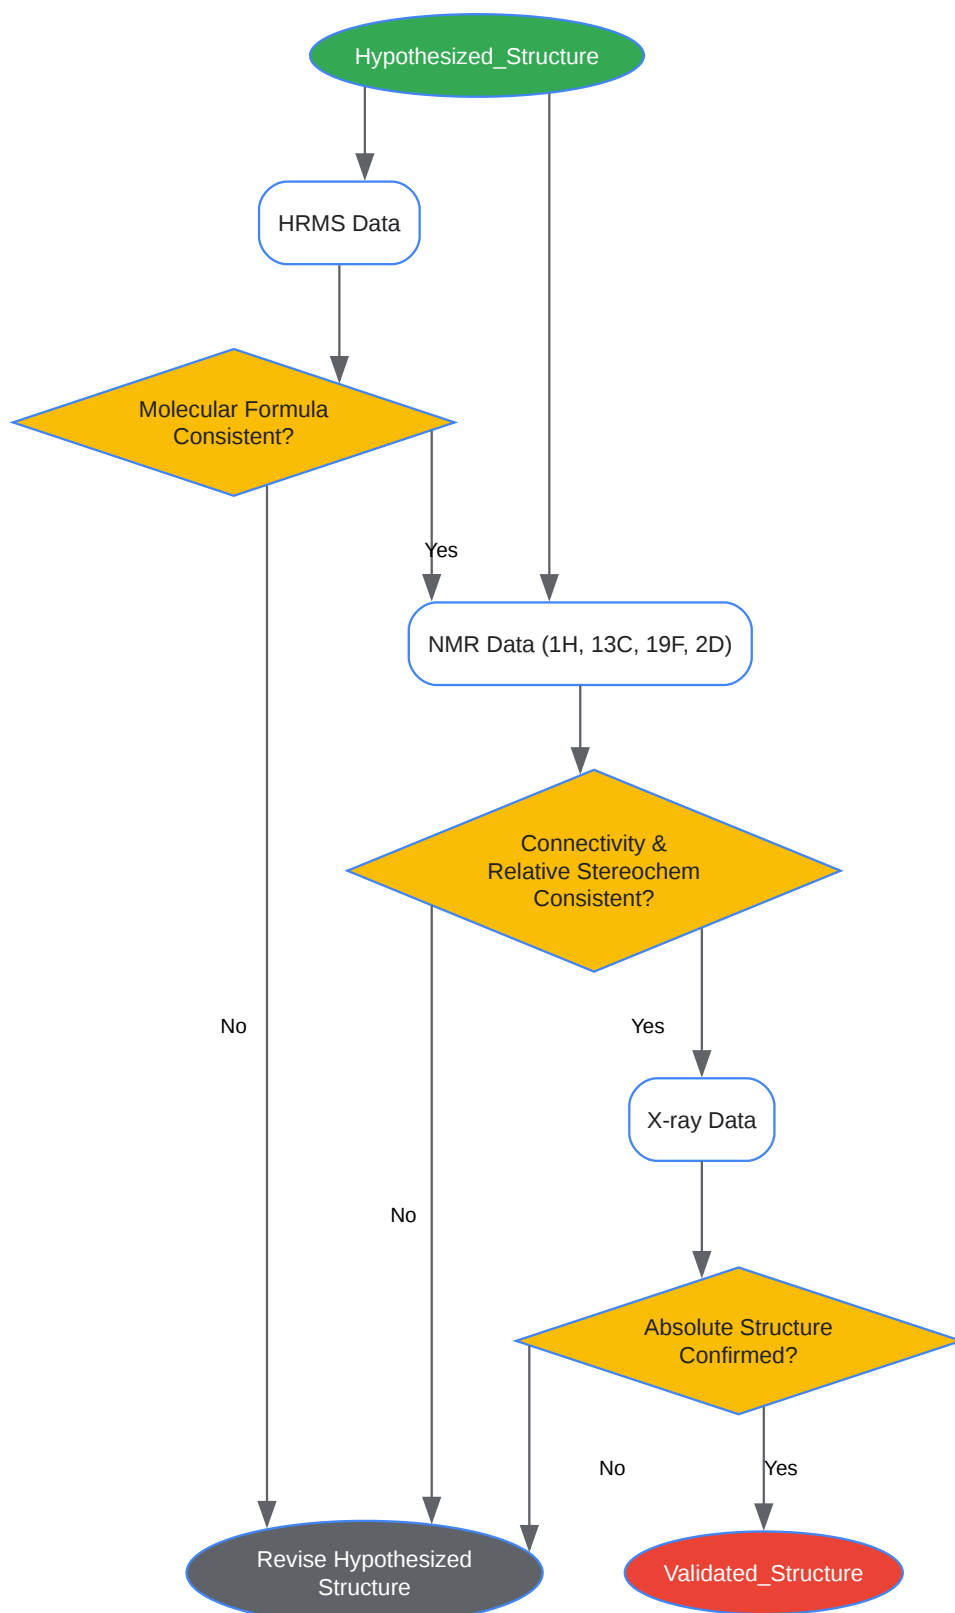 Hypothesized_Structure
HRMS Data
Molecular Formula
Consistent?
Yes
NMR Data (1H, 13C, 19F, 2D)
Connectivity &
Relative Stereochem
Consistent?
No
Yes
X-ray Data
No
Absolute Structure
Confirmed?
No
Yes
Revise Hypothesized
Structure
Validated_Structure